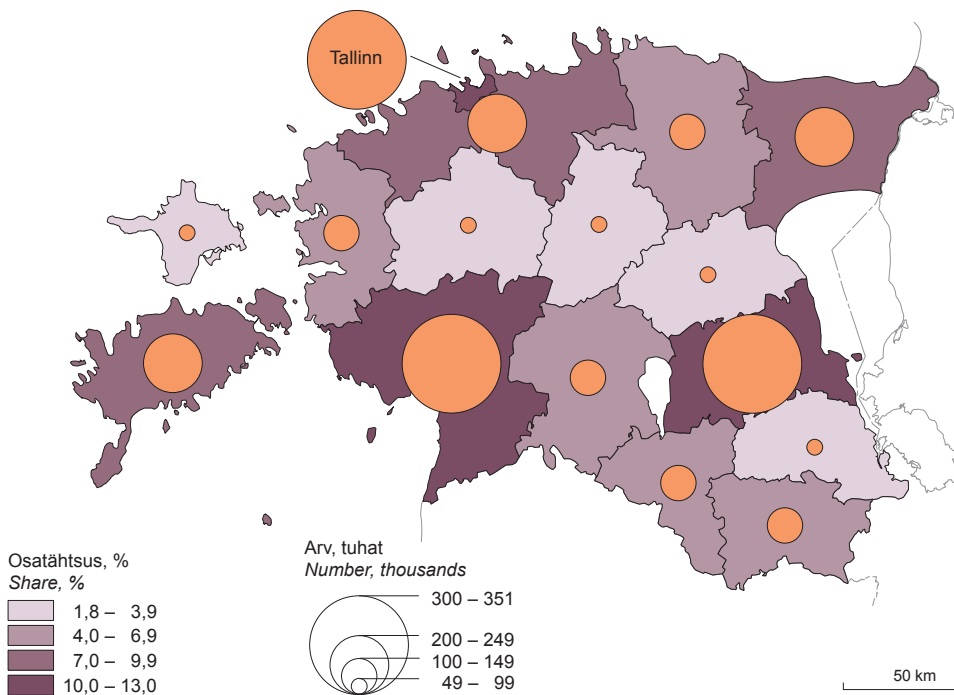 Tallinn
Osatähtsus, %
Share, %
1,8 – 3,9
4,0 – 6,9
7,0 – 9,9
10,0 – 13,0
Arv, tuhat
Number, thousands
300 – 351
200 – 249
100 – 149
49 – 99
50 km